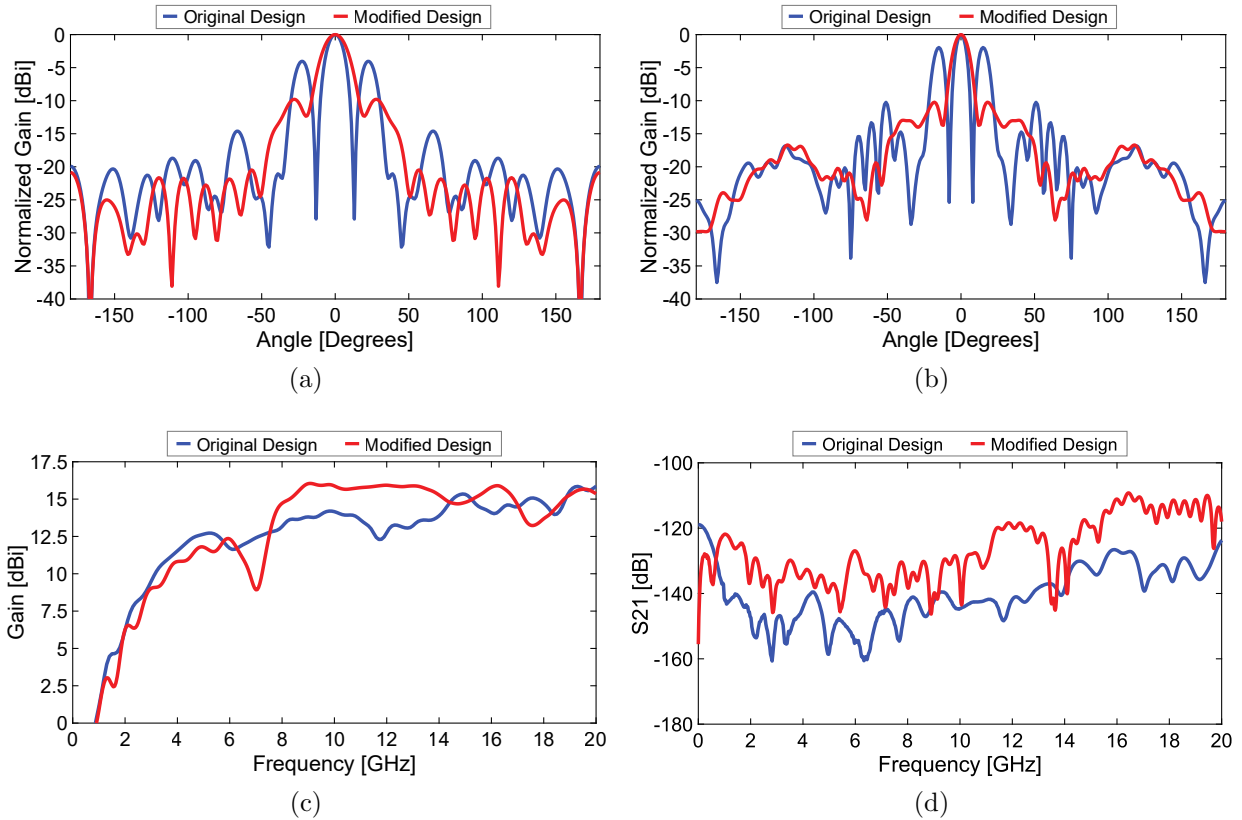 Original Design Modified Design
Normalized Gain [dBi]
0
-5
-10
-15
-20
-25
-30
-35
-40
-150 -100 -50 0 50 100 150
Angle [Degrees]
(a)
Original Design Modified Design
Normalized Gain [dBi]
0
-5
-10
-15
-20
-25
-30
-35
-40
-150 -100 -50 0 50 100 150
Angle [Degrees]
(b)
Original Design Modified Design
Gain [dBi]
17.5
15
12.5
10
7.5
5
2.5
0
0 2 4 6 8 10 12 14 16 18 20
Frequency [GHz]
(c)
Original Design Modified Design
S21 [dB]
-100
-120
-140
-160
-180
0 2 4 6 8 10 12 14 16 18 20
Frequency [GHz]
(d)